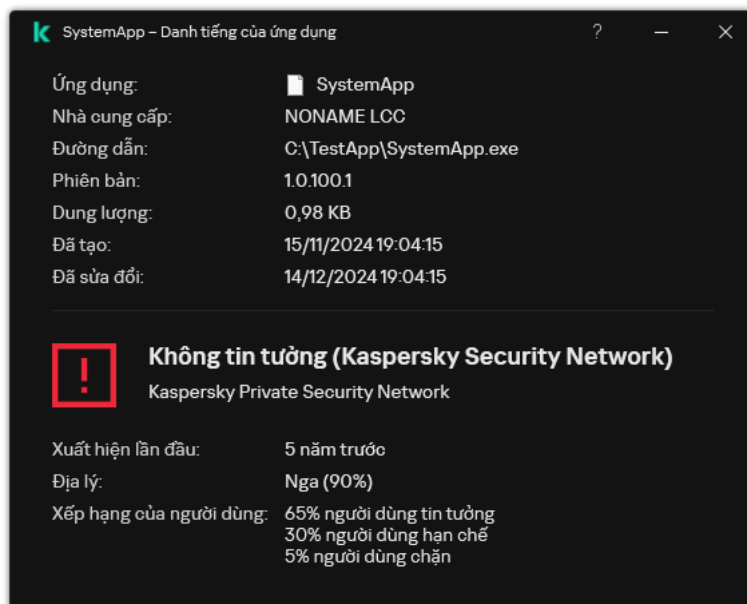 SystemApp – Danh tiếng của ứng dụng
Ứng dụng: SystemApp
Nhà cung cấp: NONAME LCC
Đường dẫn: C:\TestApp\SystemApp.exe
Phiên bản: 1.0.100.1
Dung lượng: 0,98 KB
Đã tạo: 15/11/2024 19:04:15
Đã sửa đổi: 14/12/2024 19:04:15
Không tin tưởng (Kaspersky Security Network)
Kaspersky Private Security Network
Xuất hiện lần đầu: 5 năm trước
Địa lý: Nga (90%)
Xếp hạng của người dùng: 65% người dùng tin tưởng
30% người dùng hạn chế
5% người dùng chặn